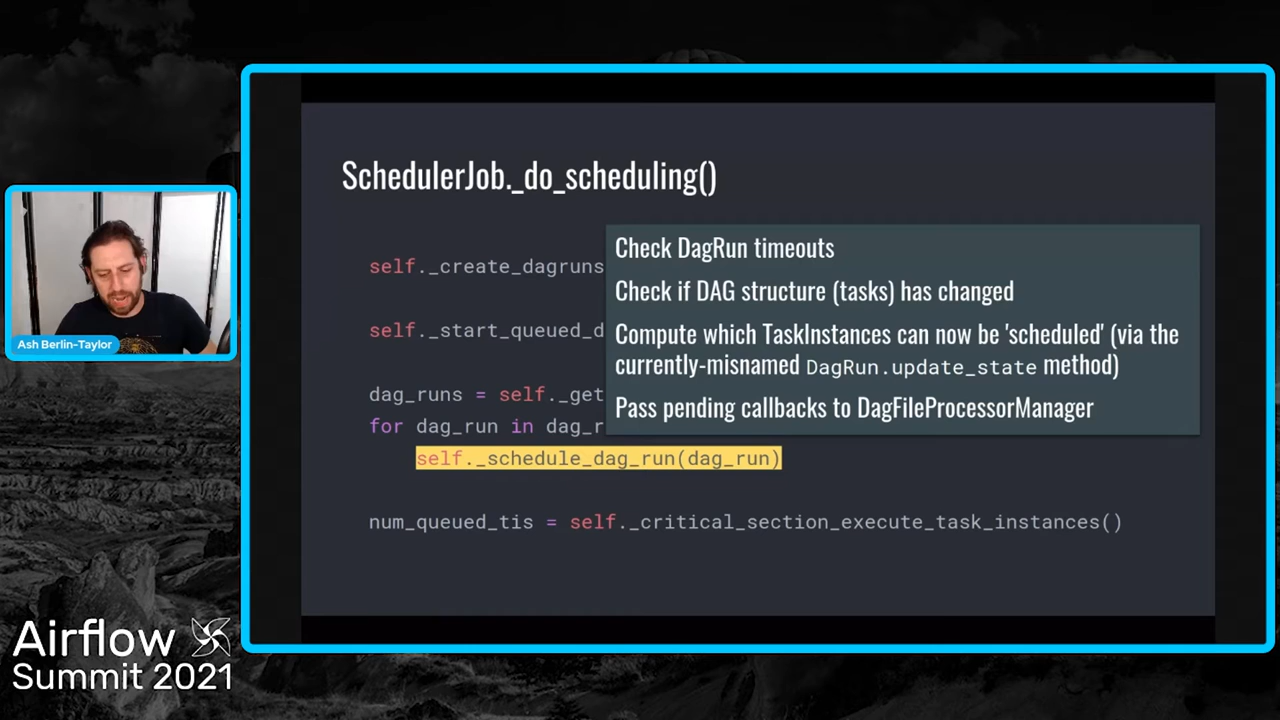 SchedulerJob._do_scheduling()
Check DagRun timeouts
self._create_dagruns
Check if DAG structure (tasks) has changed
self._start_queued_d
Compute which TaskInstances can now be 'scheduled' (via the
currently-misnamed DagRun.update_state method)
dag_runs = self._get
Pass pending callbacks to DagFileProcessorManager
for dag_run in dag_r
self._schedule_dag_run(dag_run)
num_queued_tis = self._critical_section_execute_task_instances()
Ash Berlin-Taylor
Airflow
Summit 2021